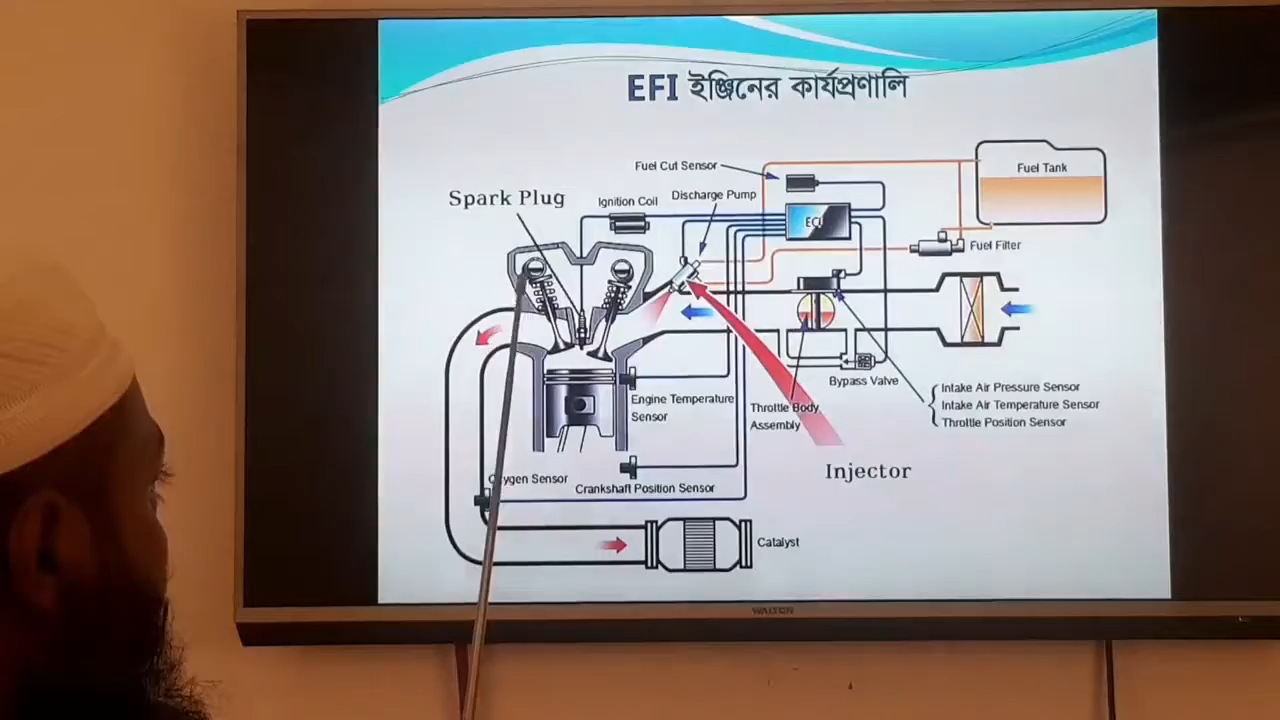 EFI ইঞ্জিনের কার্যপ্রণালি
Fuel Cut Sensor
Fuel Tank
Spark Plug
Ignition Coil
Discharge Pump
ECU
Fuel Filter
Bypass Valve
Intake Air Pressure Sensor
Intake Air Temperature Sensor
Throttle Position Sensor
Engine Temperature
Sensor
Throttle Body
Assembly
Injector
Oxygen Sensor
Crankshaft Position Sensor
Catalyst
WALTON